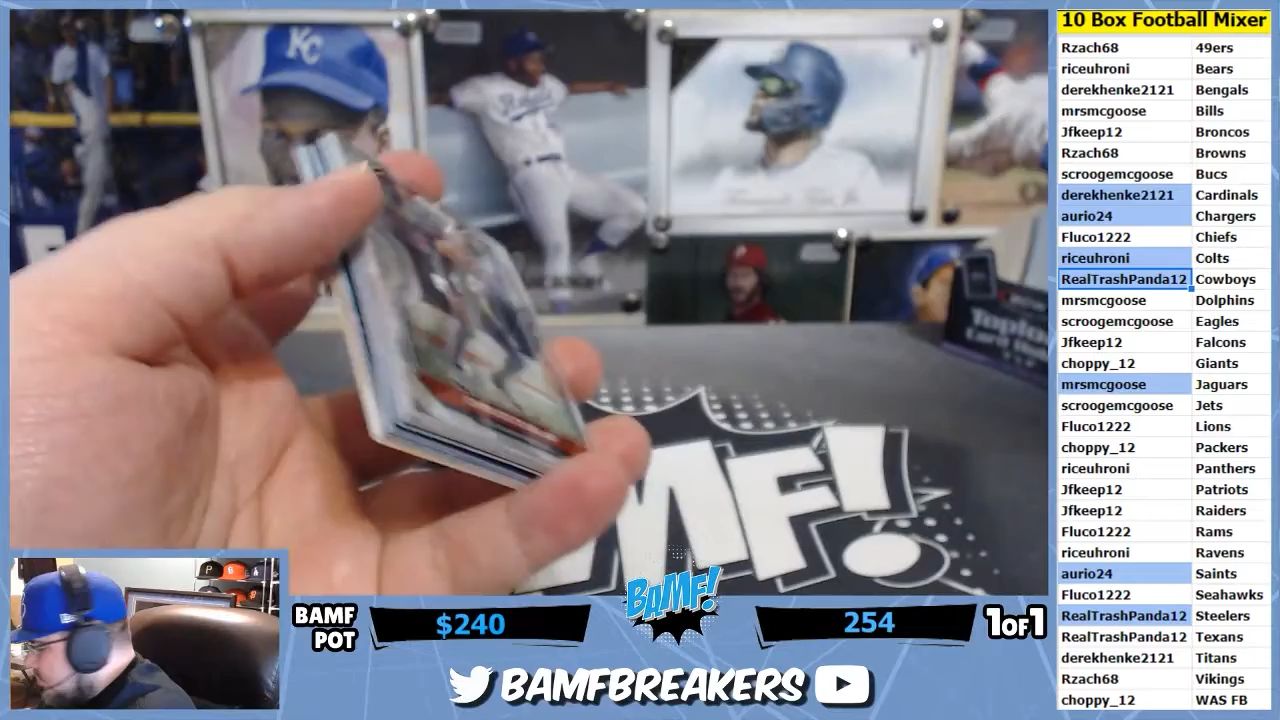 10 Box Football Mixer
Rzach68 49ers
riceuhroni Bears
derekhenke2121 Bengals
mrsmcgoose Bills
Jfkeep12 Broncos
Rzach68 Browns
scroogemcgoose Bucs
derekhenke2121 Cardinals
aurio24 Chargers
Fluco1222 Chiefs
riceuhroni Colts
RealTrashPanda12 Cowboys
mrsmcgoose Dolphins
scroogemcgoose Eagles
Jfkeep12 Falcons
choppy_12 Giants
mrsmcgoose Jaguars
scroogemcgoose Jets
Fluco1222 Lions
choppy_12 Packers
riceuhroni Panthers
Jfkeep12 Patriots
Jfkeep12 Raiders
Fluco1222 Rams
riceuhroni Ravens
aurio24 Saints
Fluco1222 Seahawks
RealTrashPanda12 Steelers
RealTrashPanda12 Texans
derekhenke2121 Titans
Rzach68 Vikings
choppy_12 WAS FB
KC
MF!
BAMF POT
$240
BAMF!
254
1OF1
BAMFBREAKERS